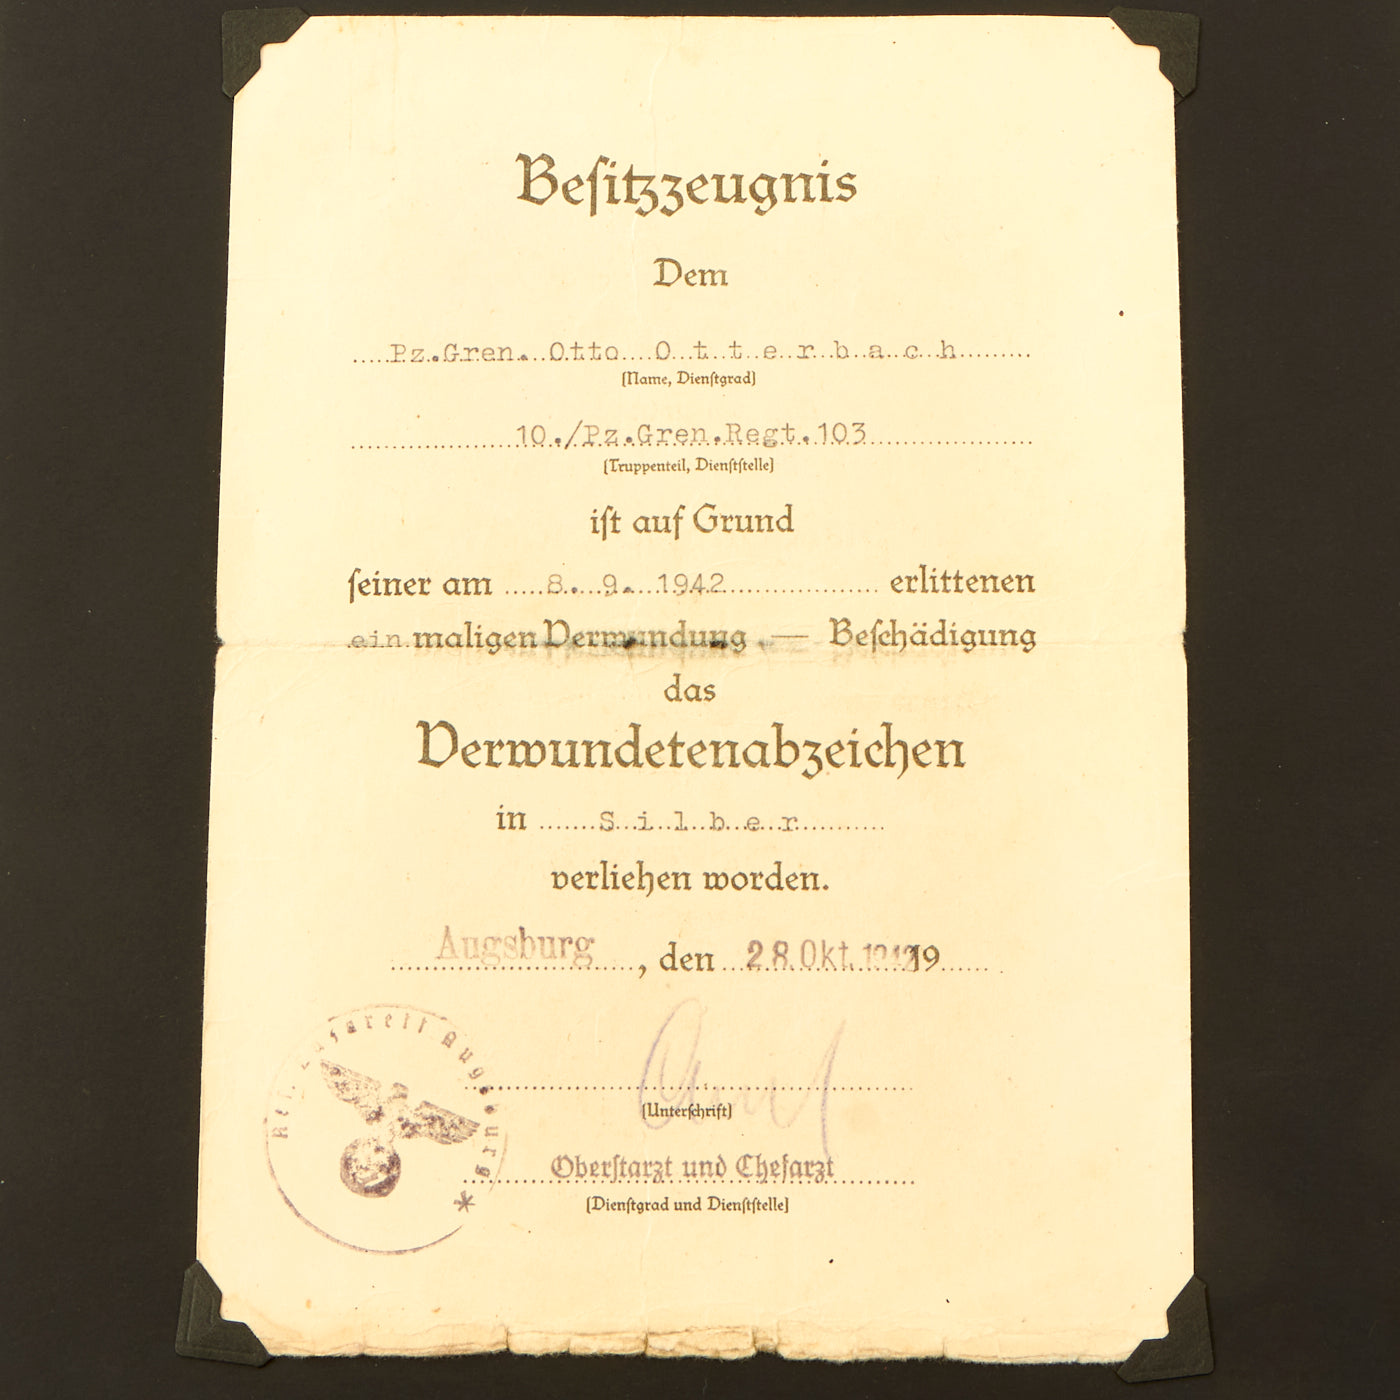 Besitzzeugnis
Dem
Pz.Gren. Otto O t t e r b a c h
(Name, Dienstgrad)
10./Pz.Gren.Regt.103
(Truppenteil, Dienststelle)
ist auf Grund
seiner am 8. 9. 1942 erlittenen
ein maligen Verwundung — Beschädigung
das
Verwundetenabzeichen
in S i l b e r
verliehen worden.
Augsburg, den 28. Okt. 1942 19
(Unterschrift)
Oberstarzt und Chefarzt
(Dienstgrad und Dienststelle)